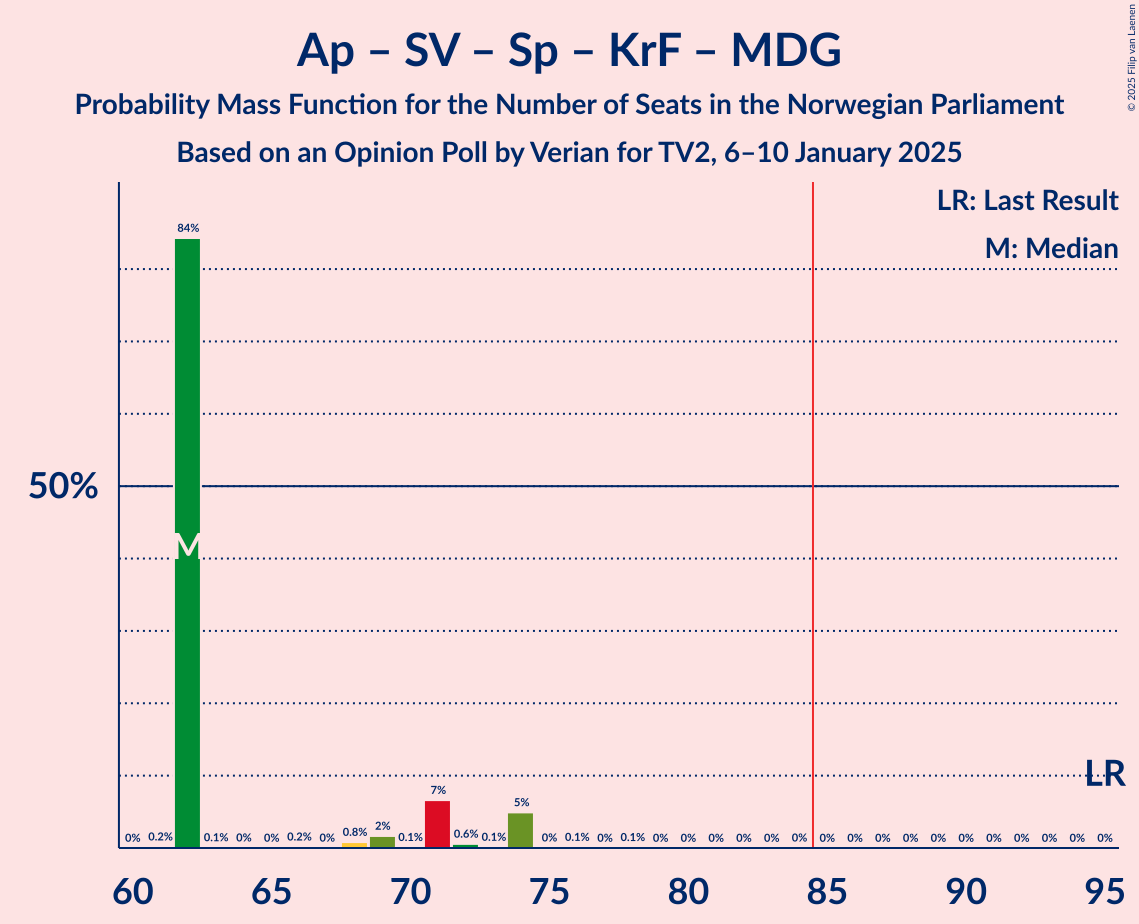 Ap – SV – Sp – KrF – MDG
Probability Mass Function for the Number of Seats in the Norwegian Parliament
Based on an Opinion Poll by Verian for TV2, 6–10 January 2025
© 2025 Filip van Laenen
LR: Last Result
M: Median
84%
50%
M
LR
0% 0.2% 0.1% 0% 0% 0.2% 0% 0.8% 2% 0.1% 7% 0.6% 0.1% 5% 0% 0.1% 0% 0.1% 0% 0% 0% 0% 0% 0% 0% 0% 0% 0% 0% 0% 0% 0% 0% 0% 0%
60 65 70 75 80 85 90 95